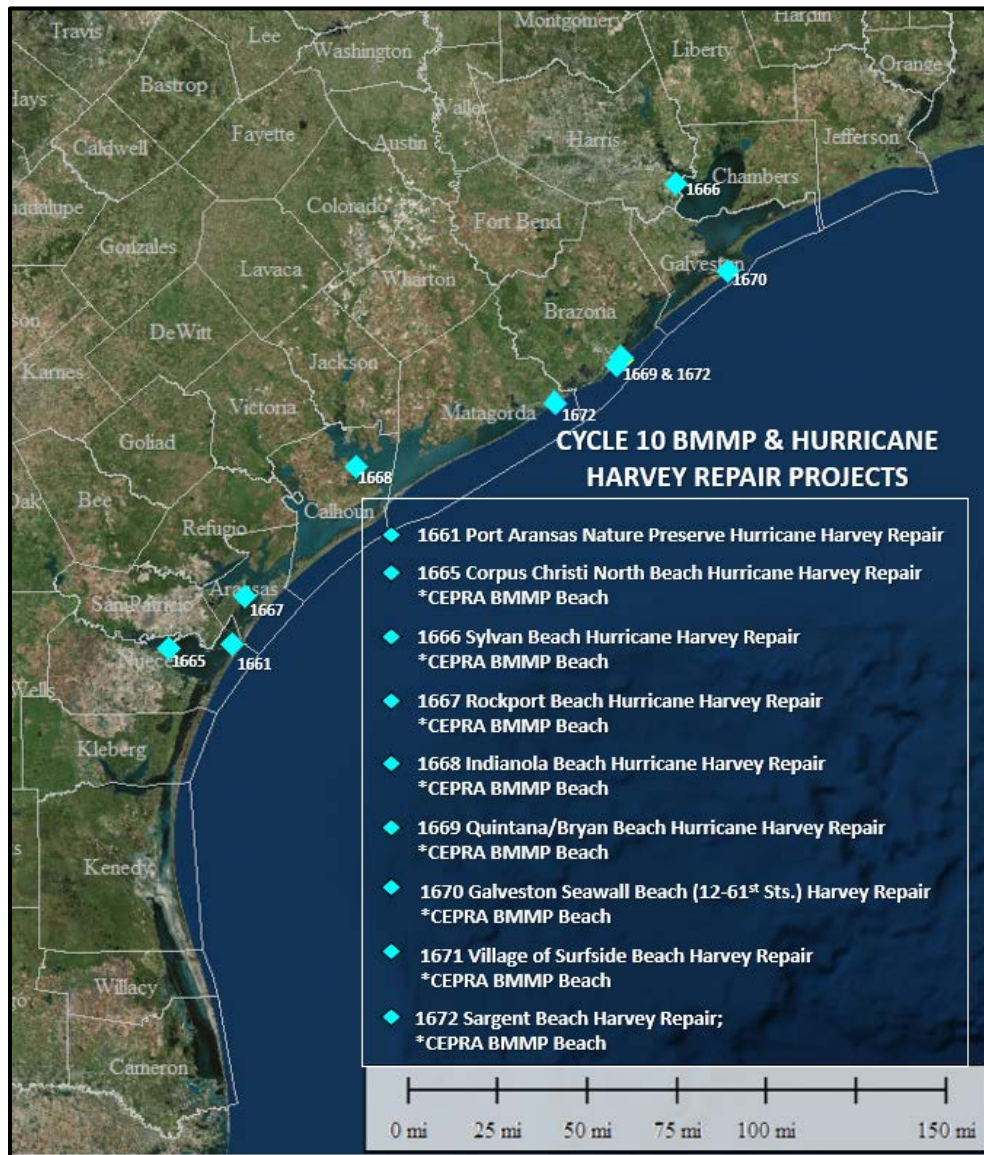 Travis
Lee
Washington
Montgomery
Hardin
Liberty
Orange
Hays
Bastrop
Waller
Harris
Jefferson
Caldwell
Fayette
Austin
Chambers
1666
Guadalupe
Colorado
Fort Bend
Gonzales
Lavaca
Wharton
Galveston
1670
Brazoria
DeWitt
Karnes
Jackson
1669 & 1672
Victoria
Matagorda
1672
Goliad
CYCLE 10 BMMP & HURRICANE
HARVEY REPAIR PROJECTS
1668
Bee
Calhoun
Refugio
1661 Port Aransas Nature Preserve Hurricane Harvey Repair
1665 Corpus Christi North Beach Hurricane Harvey Repair
*CEPRA BMMP Beach
Aransas
San Patricio
1667
1666 Sylvan Beach Hurricane Harvey Repair
*CEPRA BMMP Beach
Nueces
1665
1661
1667 Rockport Beach Hurricane Harvey Repair
*CEPRA BMMP Beach
Kleberg
1668 Indianola Beach Hurricane Harvey Repair
*CEPRA BMMP Beach
1669 Quintana/Bryan Beach Hurricane Harvey Repair
*CEPRA BMMP Beach
Kenedy
1670 Galveston Seawall Beach (12-61st Sts.) Harvey Repair
*CEPRA BMMP Beach
1671 Village of Surfside Beach Harvey Repair
*CEPRA BMMP Beach
Willacy
1672 Sargent Beach Harvey Repair;
*CEPRA BMMP Beach
Cameron
0 mi 25 mi 50 mi 75 mi 100 mi 150 mi